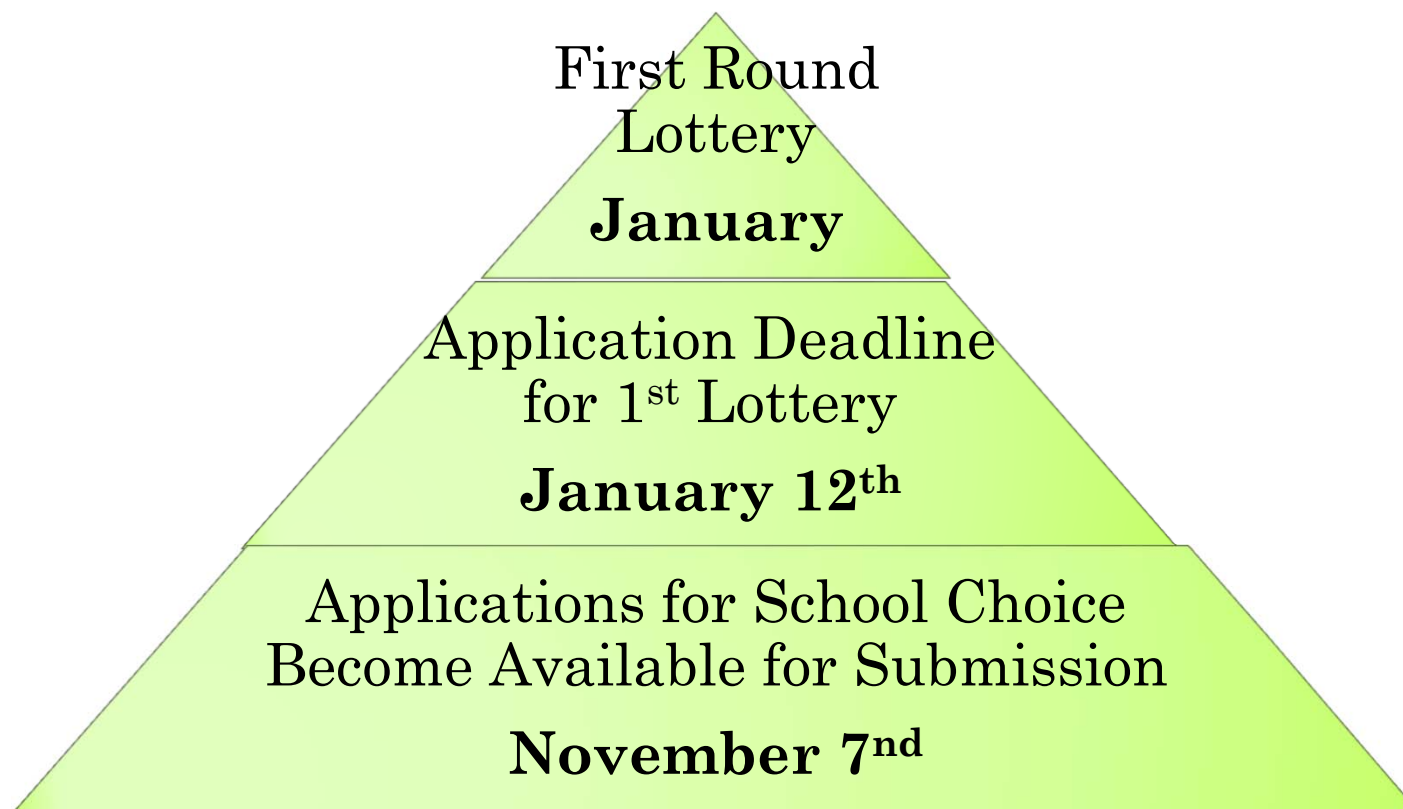 First Round
Lottery
January
Application Deadline
for 1st Lottery
January 12th
Applications for School Choice
Become Available for Submission
November 7nd